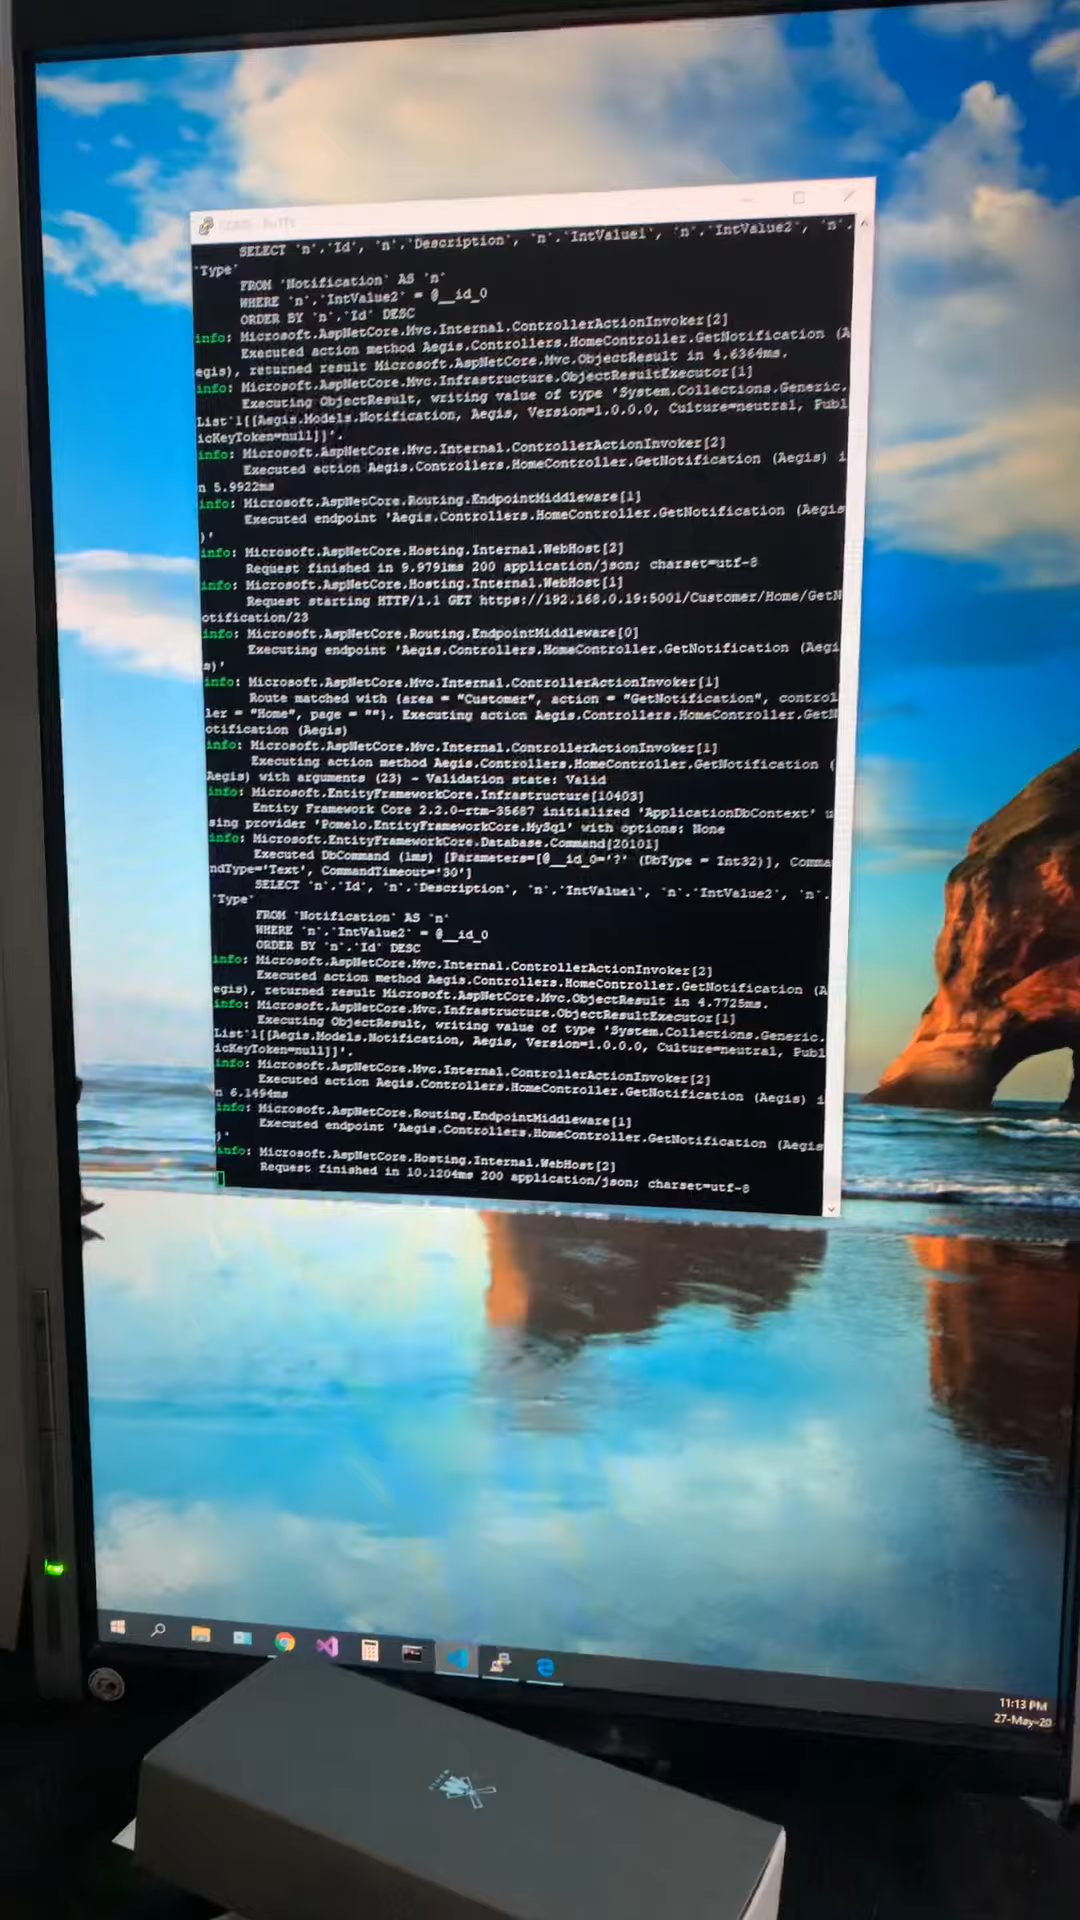 PuTTY
SELECT `n`.`Id`, `n`.`Description`, `n`.`IntValue1`, `n`.`IntValue2`, `n`.
`Type`
FROM `Notification` AS `n`
WHERE `n`.`IntValue2` = @__id_0
ORDER BY `n`.`Id` DESC
info: Microsoft.AspNetCore.Mvc.Internal.ControllerActionInvoker[2]
Executed action method Aegis.Controllers.HomeController.GetNotification (A
egis), returned result Microsoft.AspNetCore.Mvc.ObjectResult in 4.6364ms.
info: Microsoft.AspNetCore.Mvc.Infrastructure.ObjectResultExecutor[1]
Executing ObjectResult, writing value of type 'System.Collections.Generic.
List`1[[Aegis.Models.Notification, Aegis, Version=1.0.0.0, Culture=neutral, Publ
icKeyToken=null]]'.
info: Microsoft.AspNetCore.Mvc.Internal.ControllerActionInvoker[2]
Executed action Aegis.Controllers.HomeController.GetNotification (Aegis) i
n 5.9922ms
info: Microsoft.AspNetCore.Routing.EndpointMiddleware[1]
Executed endpoint 'Aegis.Controllers.HomeController.GetNotification (Aegis
)'
info: Microsoft.AspNetCore.Hosting.Internal.WebHost[2]
Request finished in 9.9791ms 200 application/json; charset=utf-8
info: Microsoft.AspNetCore.Hosting.Internal.WebHost[1]
Request starting HTTP/1.1 GET https://192.168.0.19:5001/Customer/Home/GetN
otification/23
info: Microsoft.AspNetCore.Routing.EndpointMiddleware[0]
Executing endpoint 'Aegis.Controllers.HomeController.GetNotification (Aegi
s)'
info: Microsoft.AspNetCore.Mvc.Internal.ControllerActionInvoker[1]
Route matched with {area = "Customer", action = "GetNotification", control
ler = "Home", page = ""}. Executing action Aegis.Controllers.HomeController.GetN
otification (Aegis)
info: Microsoft.AspNetCore.Mvc.Internal.ControllerActionInvoker[1]
Executing action method Aegis.Controllers.HomeController.GetNotification (
Aegis) with arguments (23) - Validation state: Valid
info: Microsoft.EntityFrameworkCore.Infrastructure[10403]
Entity Framework Core 2.2.0-rtm-35687 initialized 'ApplicationDbContext' u
sing provider 'Pomelo.EntityFrameworkCore.MySql' with options: None
info: Microsoft.EntityFrameworkCore.Database.Command[20101]
Executed DbCommand (1ms) [Parameters=[@__id_0='?' (DbType = Int32)], Comma
ndType='Text', CommandTimeout='30']
SELECT `n`.`Id`, `n`.`Description`, `n`.`IntValue1`, `n`.`IntValue2`, `n`.
`Type`
FROM `Notification` AS `n`
WHERE `n`.`IntValue2` = @__id_0
ORDER BY `n`.`Id` DESC
info: Microsoft.AspNetCore.Mvc.Internal.ControllerActionInvoker[2]
Executed action method Aegis.Controllers.HomeController.GetNotification (A
egis), returned result Microsoft.AspNetCore.Mvc.ObjectResult in 4.7725ms.
info: Microsoft.AspNetCore.Mvc.Infrastructure.ObjectResultExecutor[1]
Executing ObjectResult, writing value of type 'System.Collections.Generic.
List`1[[Aegis.Models.Notification, Aegis, Version=1.0.0.0, Culture=neutral, Publ
icKeyToken=null]]'.
info: Microsoft.AspNetCore.Mvc.Internal.ControllerActionInvoker[2]
Executed action Aegis.Controllers.HomeController.GetNotification (Aegis) i
n 6.1494ms
info: Microsoft.AspNetCore.Routing.EndpointMiddleware[1]
Executed endpoint 'Aegis.Controllers.HomeController.GetNotification (Aegis
)'
info: Microsoft.AspNetCore.Hosting.Internal.WebHost[2]
Request finished in 10.1204ms 200 application/json; charset=utf-8
11:13 PM
27-May-20